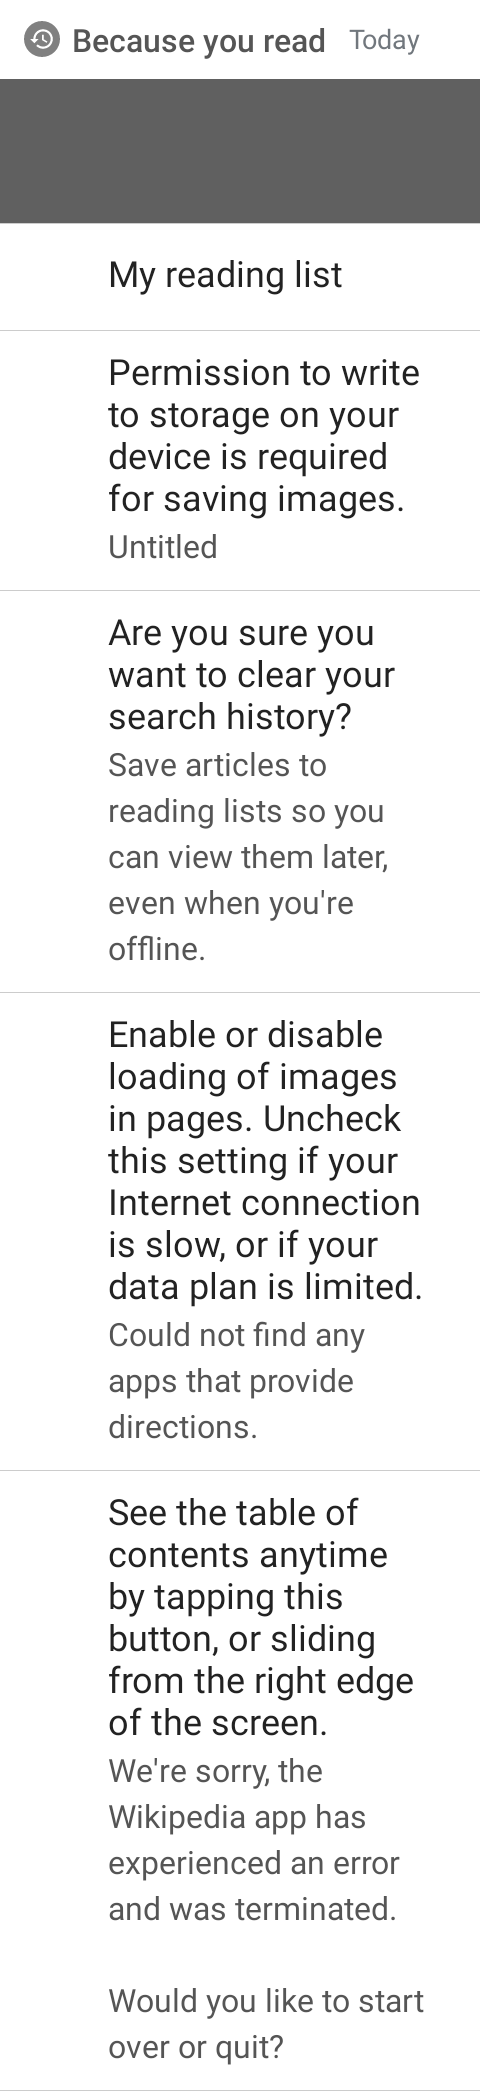 Because you read Today
My reading list
Permission to write
to storage on your
device is required
for saving images.
Untitled
Are you sure you
want to clear your
search history?
Save articles to
reading lists so you
can view them later,
even when you're
offline.
Enable or disable
loading of images
in pages. Uncheck
this setting if your
Internet connection
is slow, or if your
data plan is limited.
Could not find any
apps that provide
directions.
See the table of
contents anytime
by tapping this
button, or sliding
from the right edge
of the screen.
We're sorry, the
Wikipedia app has
experienced an error
and was terminated.
Would you like to start
over or quit?